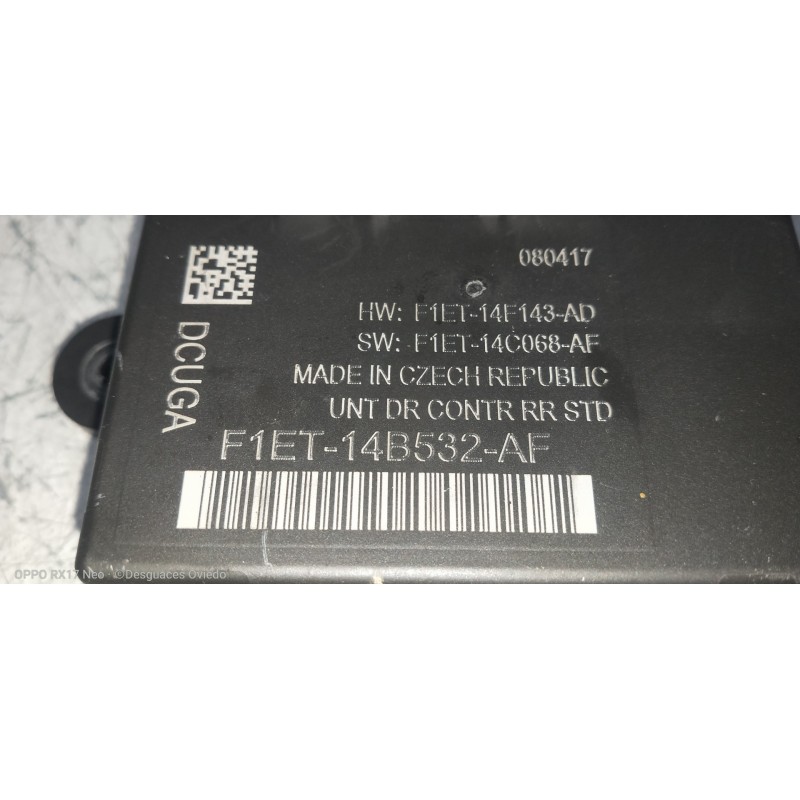 080417
HW: F1ET-14F143-AD
SW: F1ET-14C068-AF
MADE IN CZECH REPUBLIC
UNT DR CONTR RR STD
DCUGA
F1ET-14B532-AF
OPPO RX17 Neo · ©Desguaces Oviedo